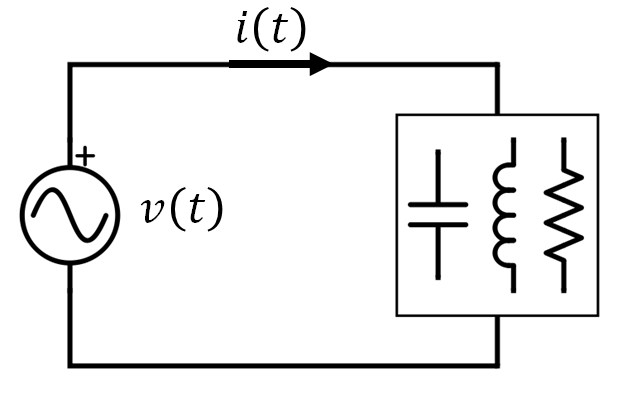 i(t)
+
v(t)